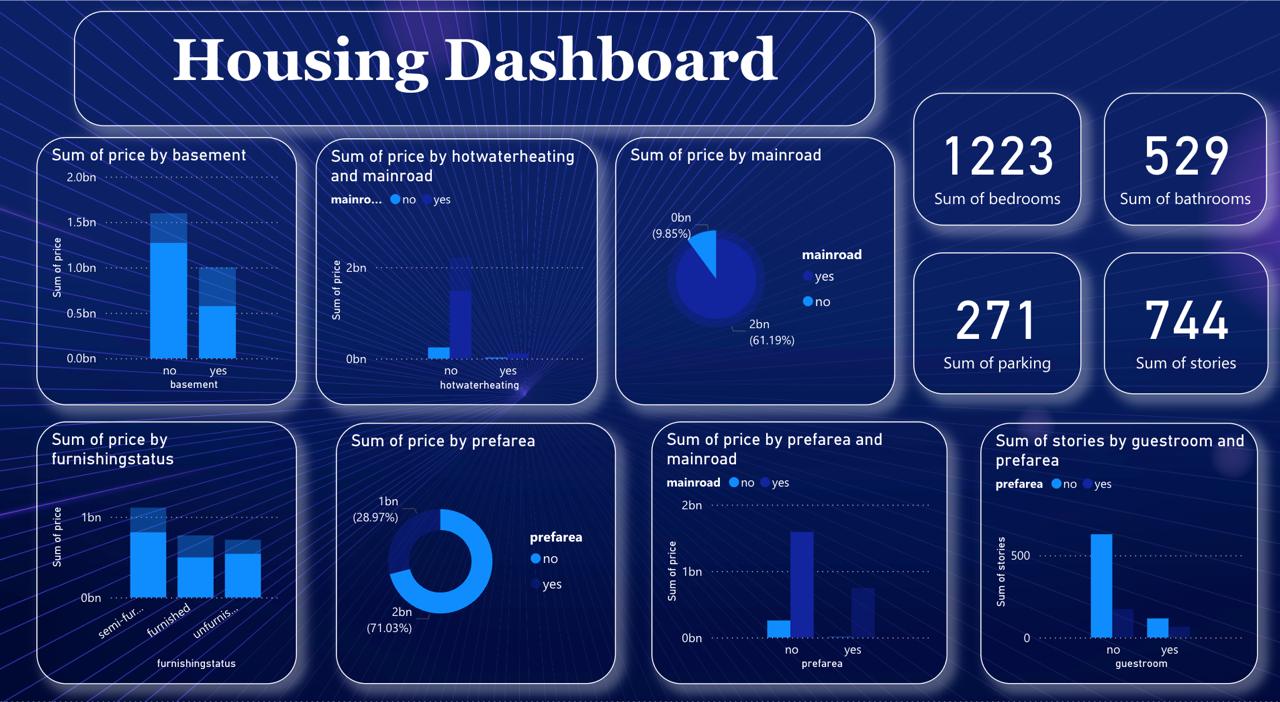 Housing Dashboard
1223
Sum of bedrooms
529
Sum of bathrooms
271
Sum of parking
744
Sum of stories
Sum of price by basement
2.0bn
1.5bn
1.0bn
0.5bn
0.0bn
Sum of price
no yes
basement
Sum of price by hotwaterheating
and mainroad
mainro... no yes
2bn
0bn
Sum of price
no yes
hotwaterheating
Sum of price by mainroad
0bn
(9.85%)
2bn
(61.19%)
mainroad
yes
no
Sum of price by
furnishingstatus
1bn
0bn
Sum of price
semi-fur... furnished unfurnis...
furnishingstatus
Sum of price by prefarea
1bn
(28.97%)
2bn
(71.03%)
prefarea
no
yes
Sum of price by prefarea and
mainroad
mainroad no yes
2bn
1bn
0bn
Sum of price
no yes
prefarea
Sum of stories by guestroom and
prefarea
prefarea no yes
500
0
Sum of stories
no yes
guestroom